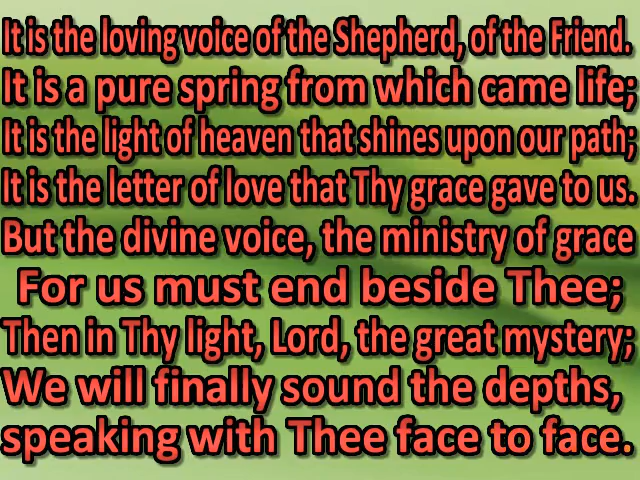 It is the loving voice of the Shepherd, of the Friend.
It is a pure spring from which came life;
It is the light of heaven that shines upon our path;
It is the letter of love that Thy grace gave to us.
But the divine voice, the ministry of grace
For us must end beside Thee;
Then in Thy light, Lord, the great mystery;
We will finally sound the depths,
speaking with Thee face to face.